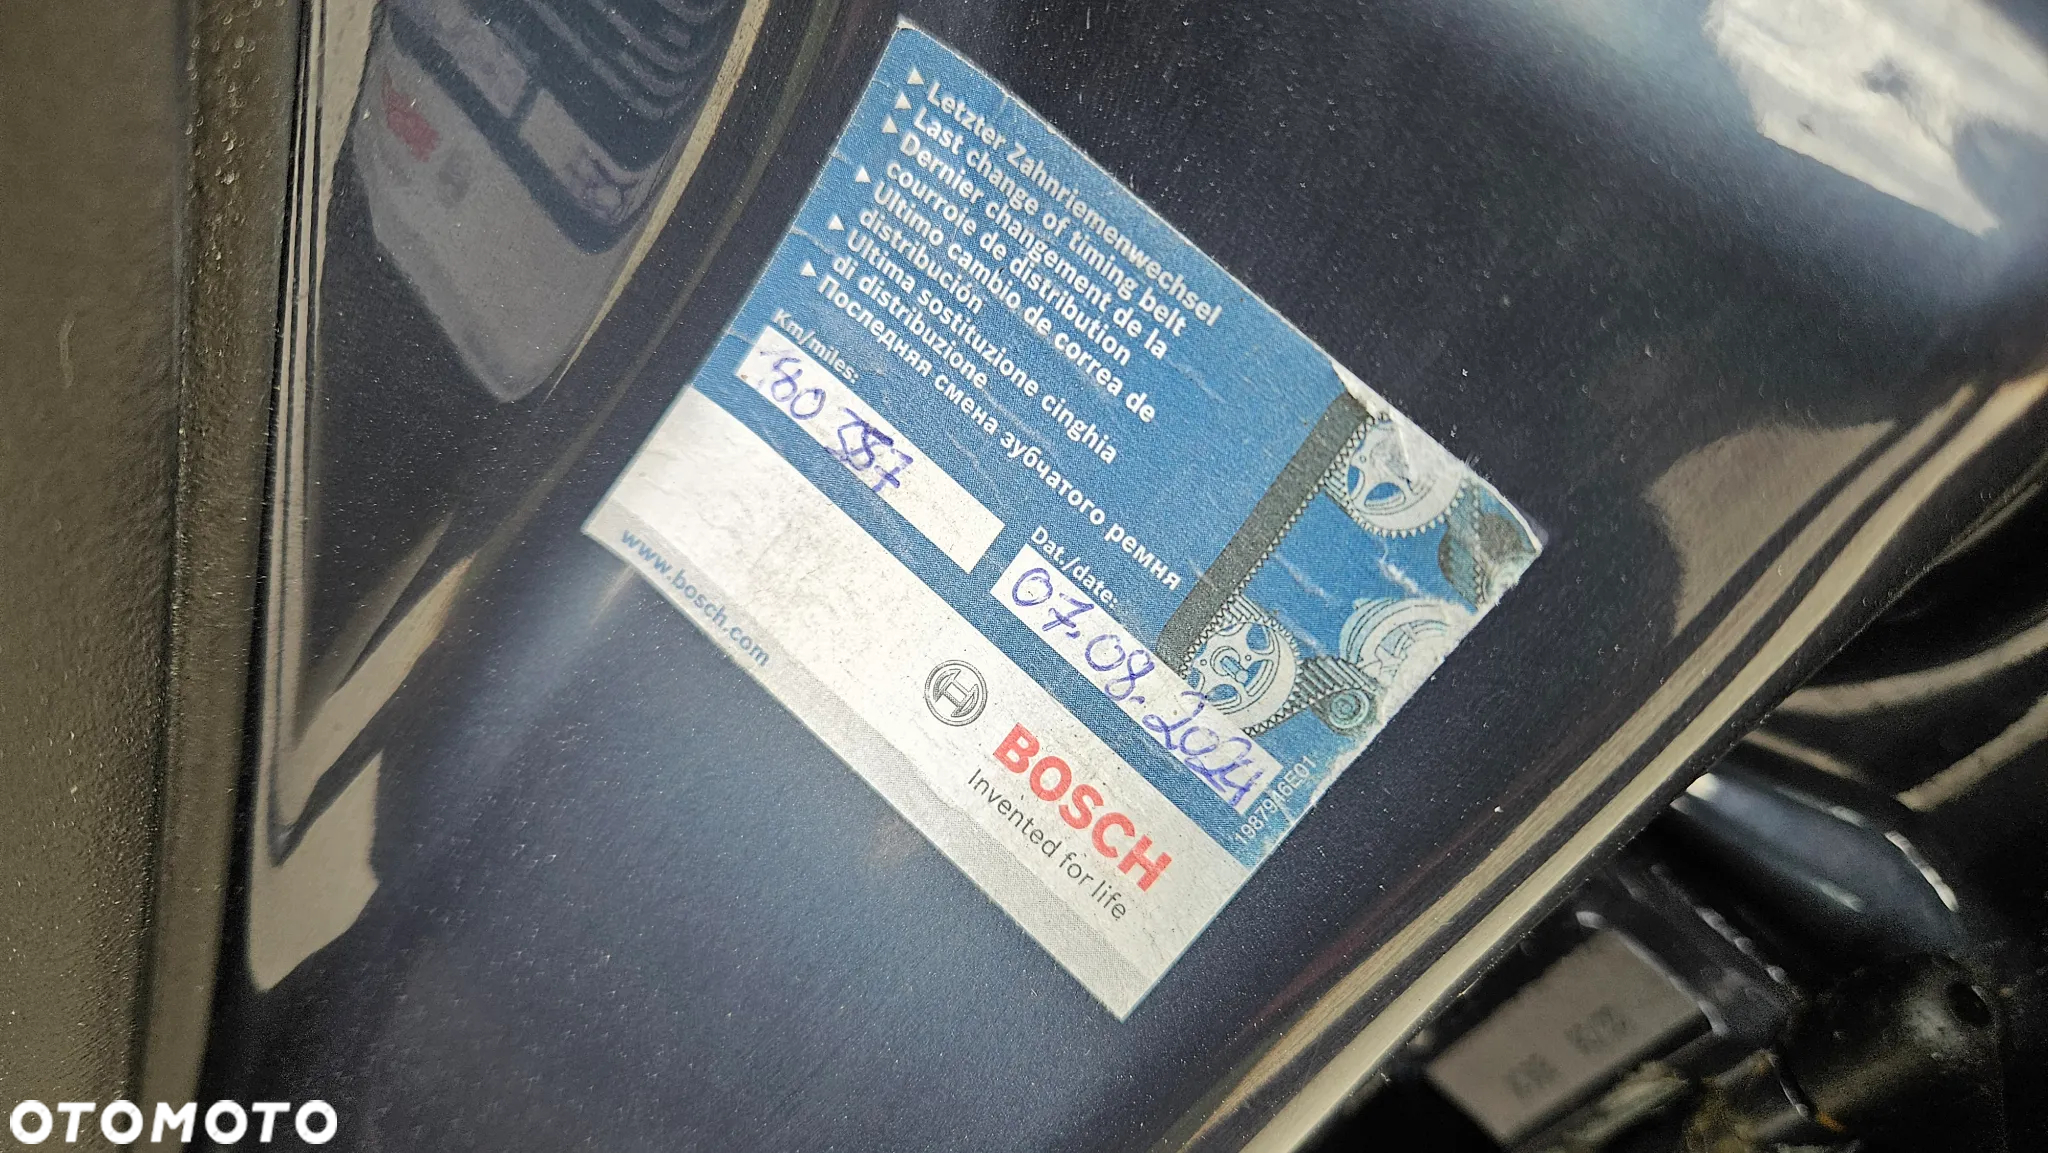 Letzter Zahnriemenwechsel
Last change of timing belt
Dernier changement de la
courroie de distribution
Ultimo cambio de correa de
distribución
Ultima sostituzione cinghia
di distribuzione
Последняя смена зубчатого ремня
Km/miles:
180 387
Dat./date:
07.08.2024
1987946E01
BOSCH
Invented for life
www.bosch.com
OTOMOTO